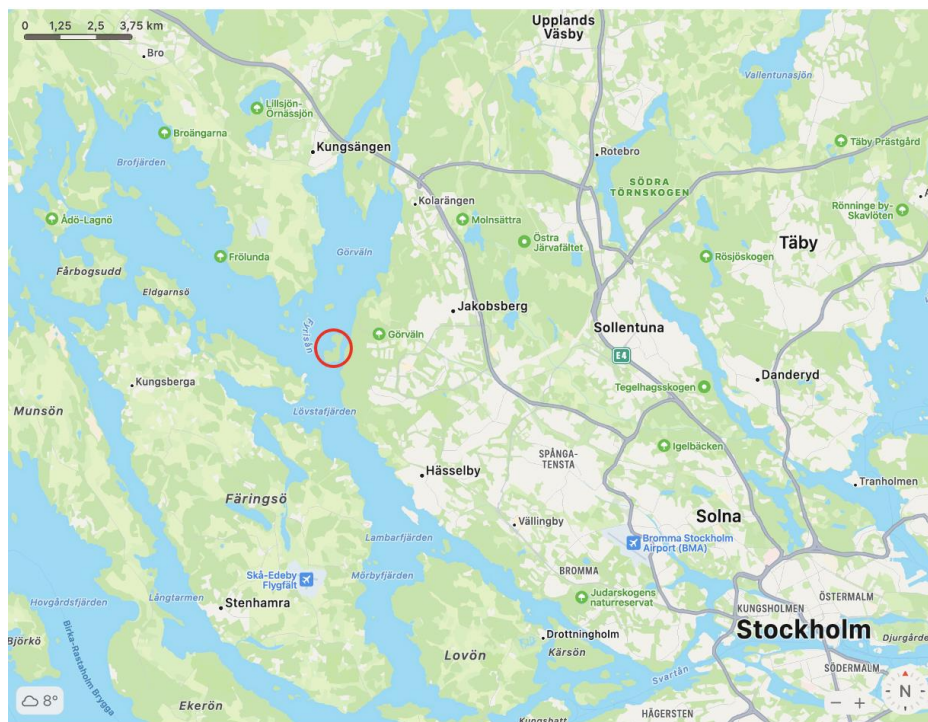 0 1,25 2,5 3,75 km
Bro
Upplands
Väsby
Vallentunasjön
Lillsjön-
Örnässjön
Broängarna
Brofjärden
Kungsängen
Rotebro
Täby Prästgård
SÖDRA
TÖRNSKOGEN
Kolarängen
Molnsättra
Rönninge by-
Skavlöten
Ådö-Lagnö
Östra
Järvafältet
Täby
Görväln
Frölunda
Rösjöskogen
Fårbogsudd
Eldgarnsö
Jakobsberg
Sollentuna
Fyrisån
Görväln
E4
Kungsberga
Danderyd
Tegelhagsskogen
Munsön
Lövstafjärden
Igelbäcken
SPÅNGA-
TENSTA
Hässelby
Tranholmen
Färingsö
Solna
Vällingby
Lambarfjärden
Bromma Stockholm
Airport (BMA)
BROMMA
Skå-Edeby
Flygfält
Mörbyfjärden
Judarskogens
naturreservat
Långtarmen
Hovgårdsfjärden
Stenhamra
ÖSTERMALM
KUNGSHOLMEN
Stockholm
Björkö
Birka-Rastaholm Brygga
Drottningholm
Kärsön
Djurgården
Lovön
SÖDERMALM
Svartån
8°
Ekerön
HÄGERSTEN
N
Kungshatt